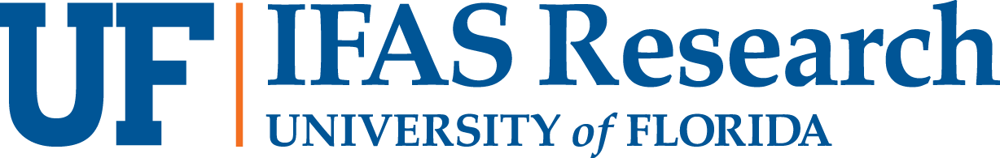 UF
IFAS Research
UNIVERSITY of FLORIDA